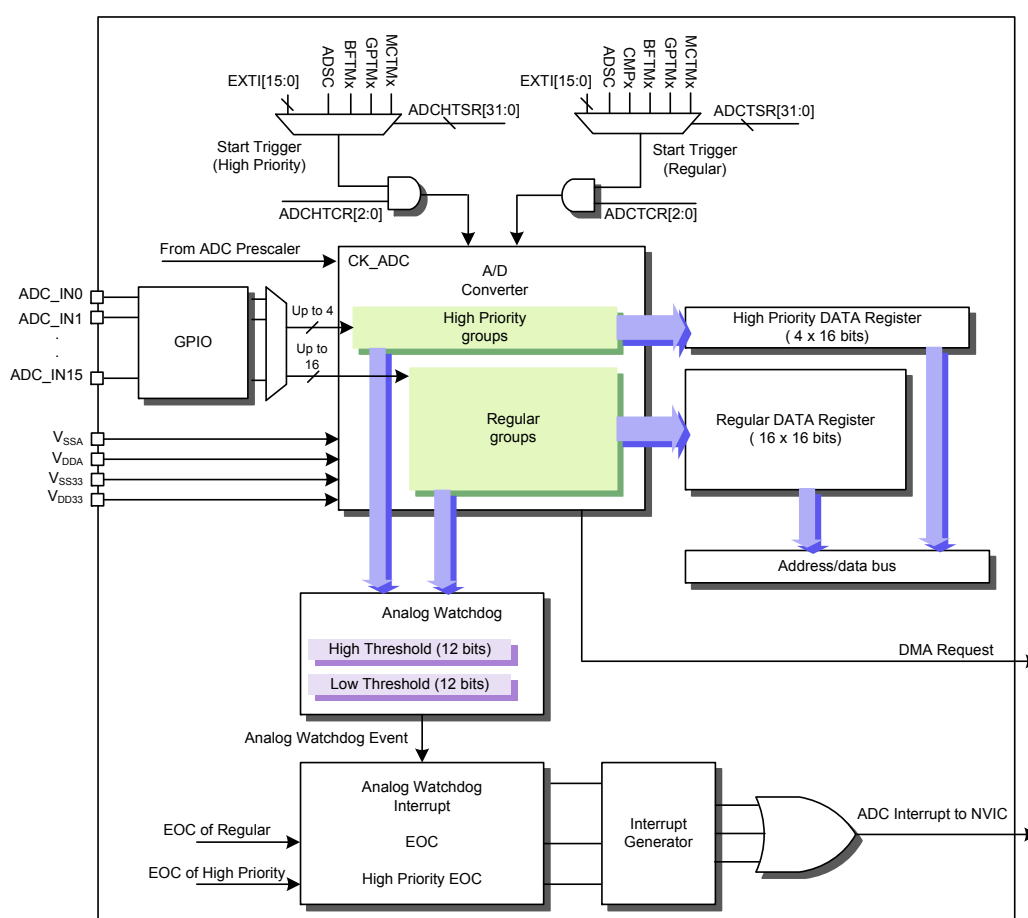 EXTI[15:0]
ADSC
BFTMx
GPTMx
MCTMx
ADCHTSR[31:0]
Start Trigger
(High Priority)
EXTI[15:0]
ADSC
CMPx
BFTMx
GPTMx
MCTMx
ADCTSR[31:0]
Start Trigger
(Regular)
ADCHTCR[2:0]
ADCTCR[2:0]
From ADC Prescaler
CK_ADC
A/D
Converter
ADC_IN0
ADC_IN1
.
.
ADC_IN15
GPIO
Up to 4
Up to
16
High Priority
groups
Regular
groups
High Priority DATA Register
( 4 x 16 bits)
Regular DATA Register
( 16 x 16 bits)
VSSA
VDDA
VSS33
VDD33
Address/data bus
Analog Watchdog
High Threshold (12 bits)
Low Threshold (12 bits)
DMA Request
Analog Watchdog Event
Analog Watchdog
Interrupt
EOC
High Priority EOC
EOC of Regular
EOC of High Priority
Interrupt
Generator
ADC Interrupt to NVIC